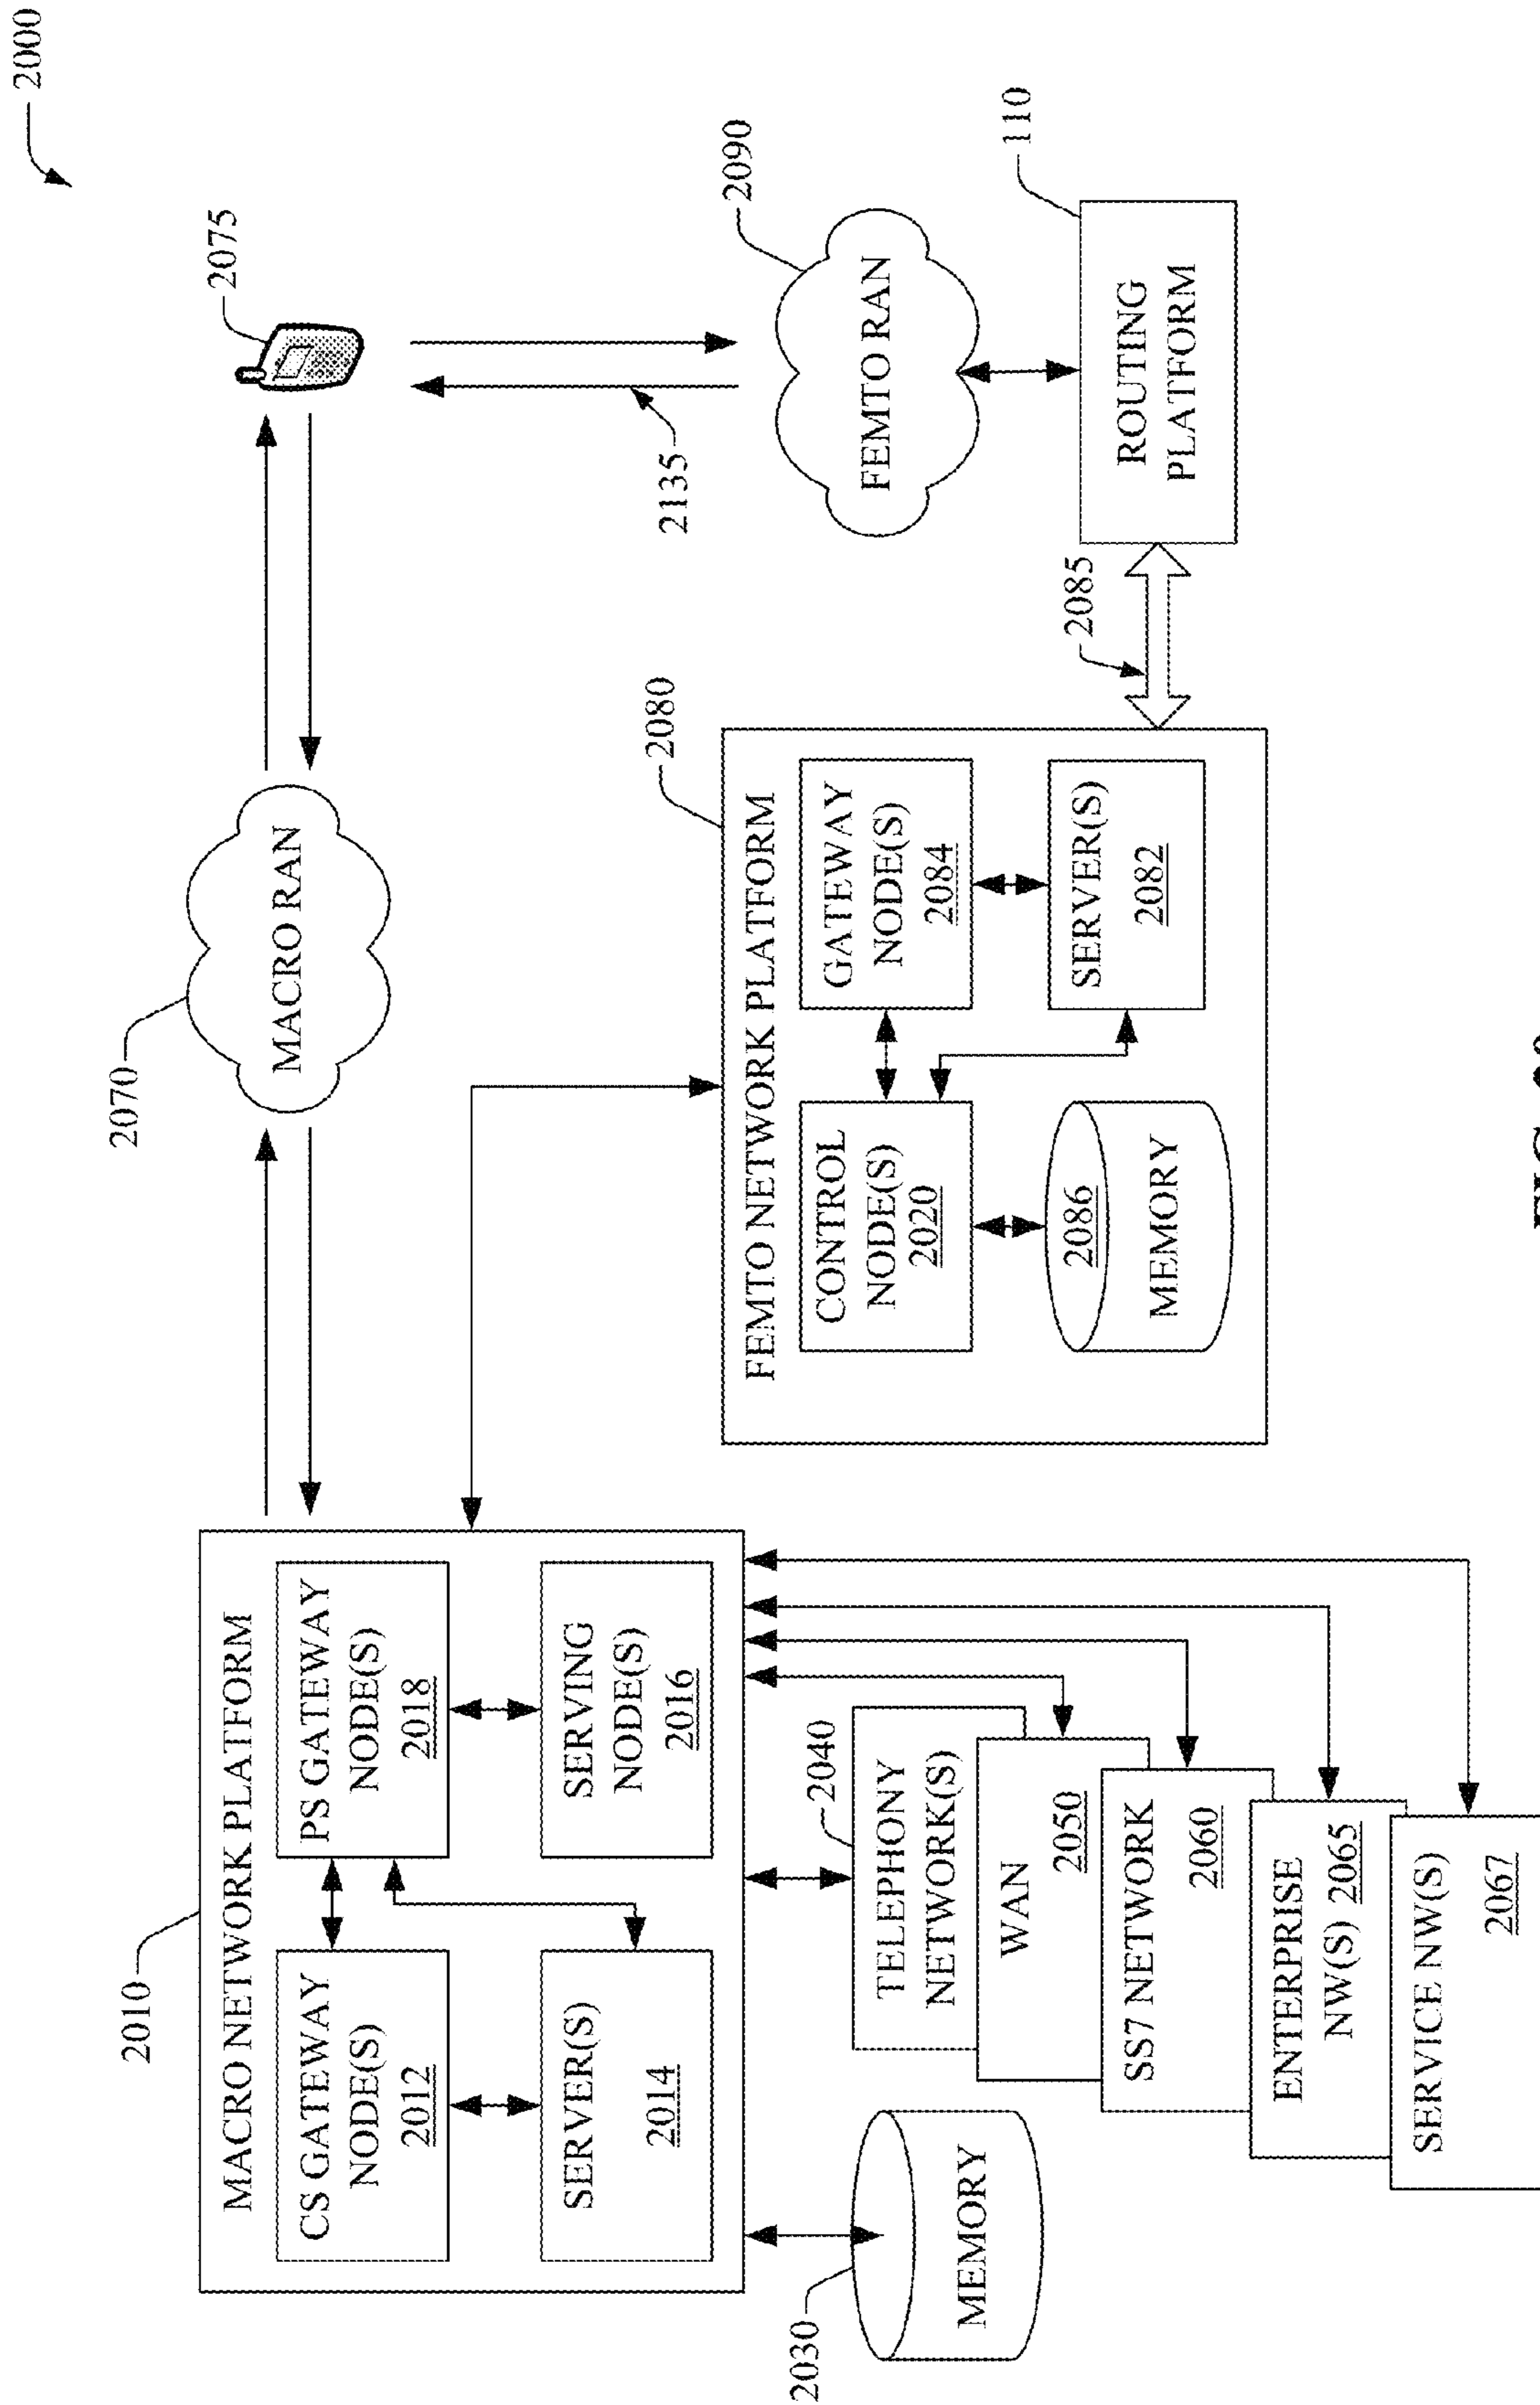 2000
2070
MACRO RAN
2075
2010
MACRO NETWORK PLATFORM
CS GATEWAY
NODE(S)
2012
PS GATEWAY
NODE(S)
2018
SERVER(S)
2014
SERVING
NODE(S)
2016
2135
2090
FEMTO RAN
2080
FEMTO NETWORK PLATFORM
CONTROL
NODE(S)
2020
GATEWAY
NODE(S)
2084
2086
MEMORY
SERVER(S)
2082
2085
110
ROUTING
PLATFORM
2030
MEMORY
2040
TELEPHONY
NETWORK(S)
WAN
2050
SS7 NETWORK
2060
ENTERPRISE
NW(S) 2065
SERVICE NW(S)
2067